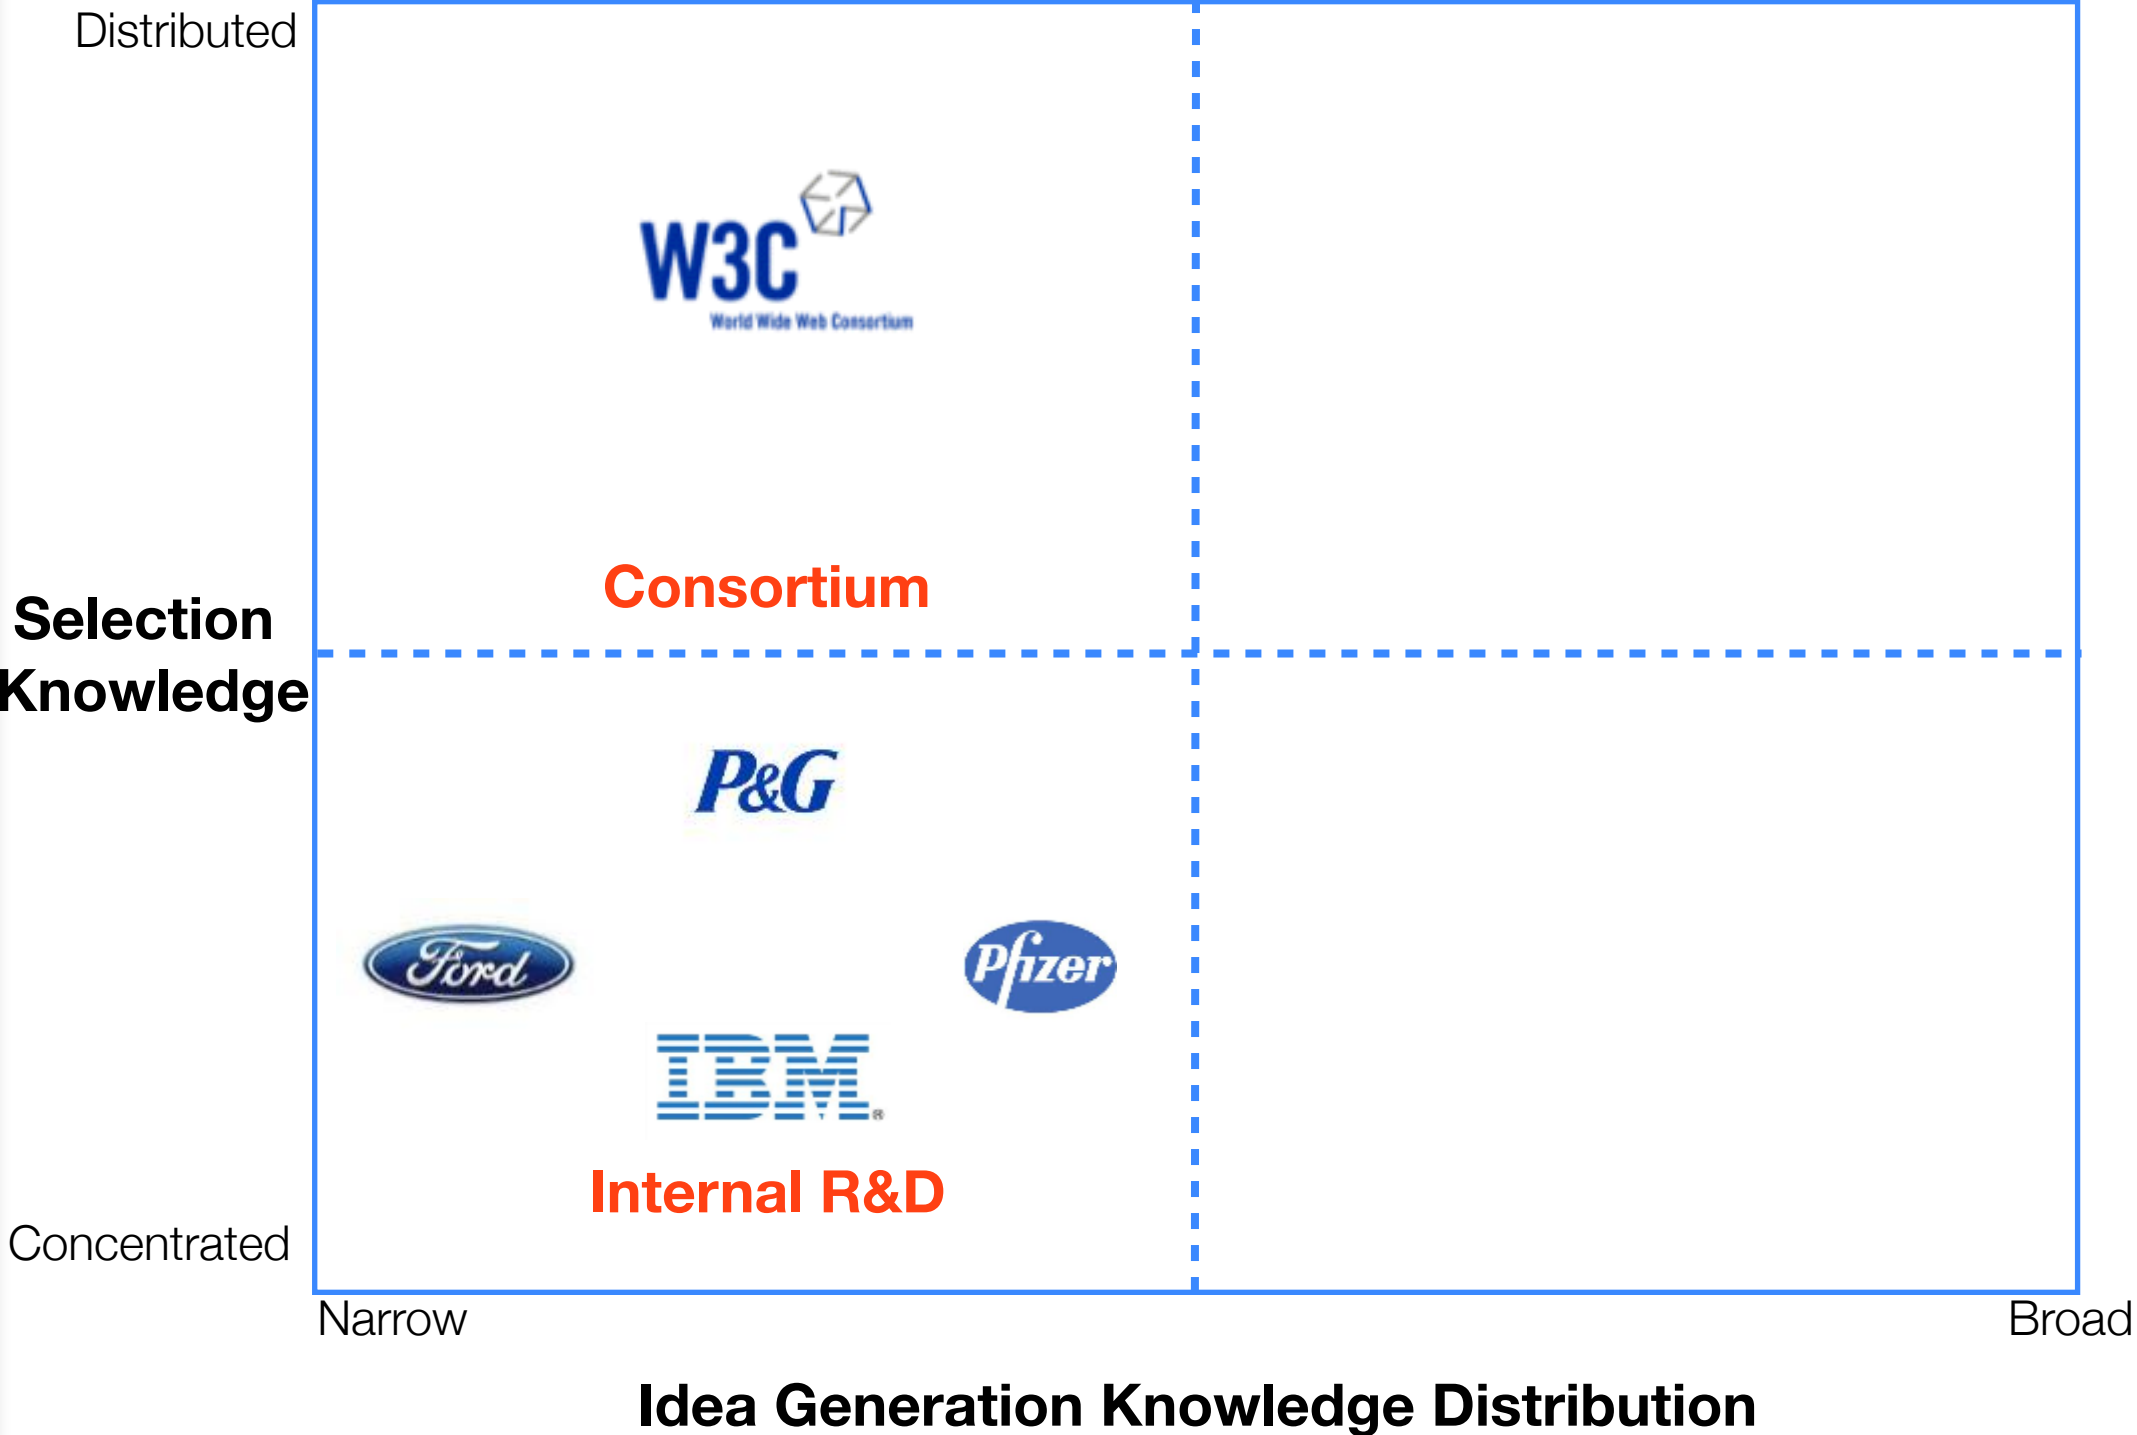 Distributed
W3C
World Wide Web Consortium
Consortium
Selection
Knowledge
P&G
Ford
Pfizer
IBM®
Internal R&D
Concentrated
Narrow
Broad
Idea Generation Knowledge Distribution